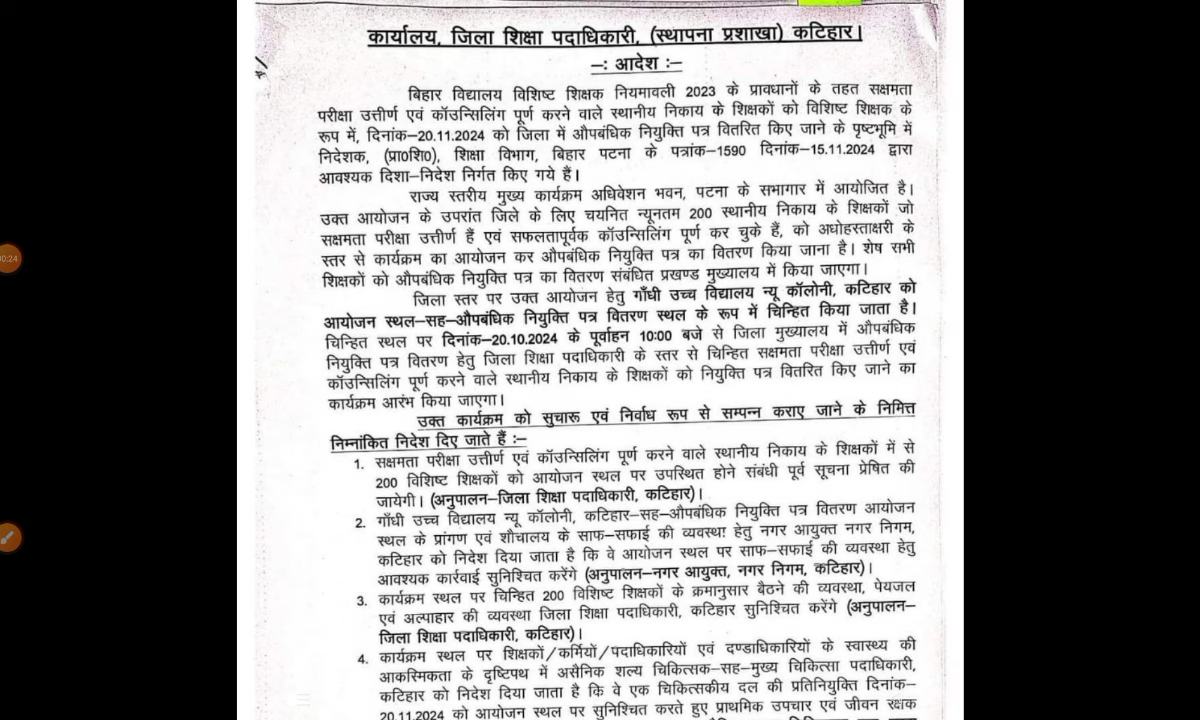 कार्यालय, जिला शिक्षा पदाधिकारी, (स्थापना प्रशाखा) कटिहार।
–: आदेश :–
बिहार विद्यालय विशिष्ट शिक्षक नियमावली 2023 के प्रावधानों के तहत सक्षमता
परीक्षा उत्तीर्ण एवं कॉउन्सिलिंग पूर्ण करने वाले स्थानीय निकाय के शिक्षकों को विशिष्ट शिक्षक के
रूप में, दिनांक–20.11.2024 को जिला में औपबंधिक नियुक्ति पत्र वितरित किए जाने के पृष्टभूमि में
निदेशक, (प्रा0शि0), शिक्षा विभाग, बिहार पटना के पत्रांक–1590 दिनांक–15.11.2024 द्वारा
आवश्यक दिशा–निदेश निर्गत किए गये हैं।
राज्य स्तरीय मुख्य कार्यक्रम अधिवेशन भवन, पटना के सभागार में आयोजित है।
उक्त आयोजन के उपरांत जिले के लिए चयनित न्यूनतम 200 स्थानीय निकाय के शिक्षकों जो
सक्षमता परीक्षा उत्तीर्ण हैं एवं सफलतापूर्वक कॉउन्सिलिंग पूर्ण कर चुके हैं, को अधोहस्ताक्षरी के
स्तर से कार्यक्रम का आयोजन कर औपबंधिक नियुक्ति पत्र का वितरण किया जाना है। शेष सभी
शिक्षकों को औपबंधिक नियुक्ति पत्र का वितरण संबंधित प्रखण्ड मुख्यालय में किया जाएगा।
जिला स्तर पर उक्त आयोजन हेतु गाँधी उच्च विद्यालय न्यू कॉलोनी, कटिहार को
आयोजन स्थल–सह–औपबंधिक नियुक्ति पत्र वितरण स्थल के रूप में चिन्हित किया जाता है।
चिन्हित स्थल पर दिनांक–20.10.2024 के पूर्वाहन 10:00 बजे से जिला मुख्यालय में औपबंधिक
नियुक्ति पत्र वितरण हेतु जिला शिक्षा पदाधिकारी के स्तर से चिन्हित सक्षमता परीक्षा उत्तीर्ण एवं
कॉउन्सिलिंग पूर्ण करने वाले स्थानीय निकाय के शिक्षकों को नियुक्ति पत्र वितरित किए जाने का
कार्यक्रम आरंभ किया जाएगा।
उक्त कार्यक्रम को सुचारू एवं निर्वाध रूप से सम्पन्न कराए जाने के निमित्त
निम्नांकित निदेश दिए जाते हैं :–
1. सक्षमता परीक्षा उत्तीर्ण एवं कॉउन्सिलिंग पूर्ण करने वाले स्थानीय निकाय के शिक्षकों में से
200 विशिष्ट शिक्षकों को आयोजन स्थल पर उपस्थित होने संबंधी पूर्व सूचना प्रेषित की
जायेगी। (अनुपालन–जिला शिक्षा पदाधिकारी, कटिहार)।
2. गाँधी उच्च विद्यालय न्यू कॉलोनी, कटिहार–सह–औपबंधिक नियुक्ति पत्र वितरण आयोजन
स्थल के प्रांगण एवं शौचालय के साफ–सफाई की व्यवस्था हेतु नगर आयुक्त नगर निगम,
कटिहार को निदेश दिया जाता है कि वे आयोजन स्थल पर साफ–सफाई की व्यवस्था हेतु
आवश्यक कार्रवाई सुनिश्चित करेंगे (अनुपालन–नगर आयुक्त, नगर निगम, कटिहार)।
3. कार्यक्रम स्थल पर चिन्हित 200 विशिष्ट शिक्षकों के क्रमानुसार बैठने की व्यवस्था, पेयजल
एवं अल्पाहार की व्यवस्था जिला शिक्षा पदाधिकारी, कटिहार सुनिश्चित करेंगे (अनुपालन–
जिला शिक्षा पदाधिकारी, कटिहार)।
4. कार्यक्रम स्थल पर शिक्षकों/कर्मियों/पदाधिकारियों एवं दण्डाधिकारियों के स्वास्थ्य की
आकस्मिकता के दृष्टिपथ में असैनिक शल्य चिकित्सक–सह–मुख्य चिकित्सा पदाधिकारी,
कटिहार को निदेश दिया जाता है कि वे एक चिकित्सकीय दल की प्रतिनियुक्ति दिनांक–
20.11.2024 को आयोजन स्थल पर सुनिश्चित करते हुए प्राथमिक उपचार एवं जीवन रक्षक
00:24